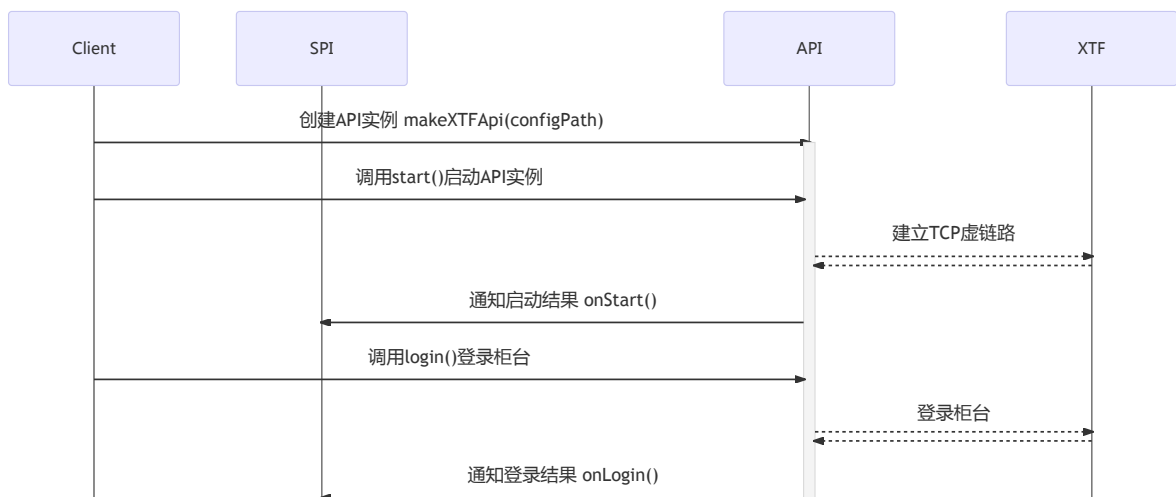 Client
SPI
API
XTF
创建API实例 makeXTFApi(configPath)
调用start()启动API实例
建立TCP虚链路
通知启动结果 onStart()
调用login()登录柜台
登录柜台
通知登录结果 onLogin()